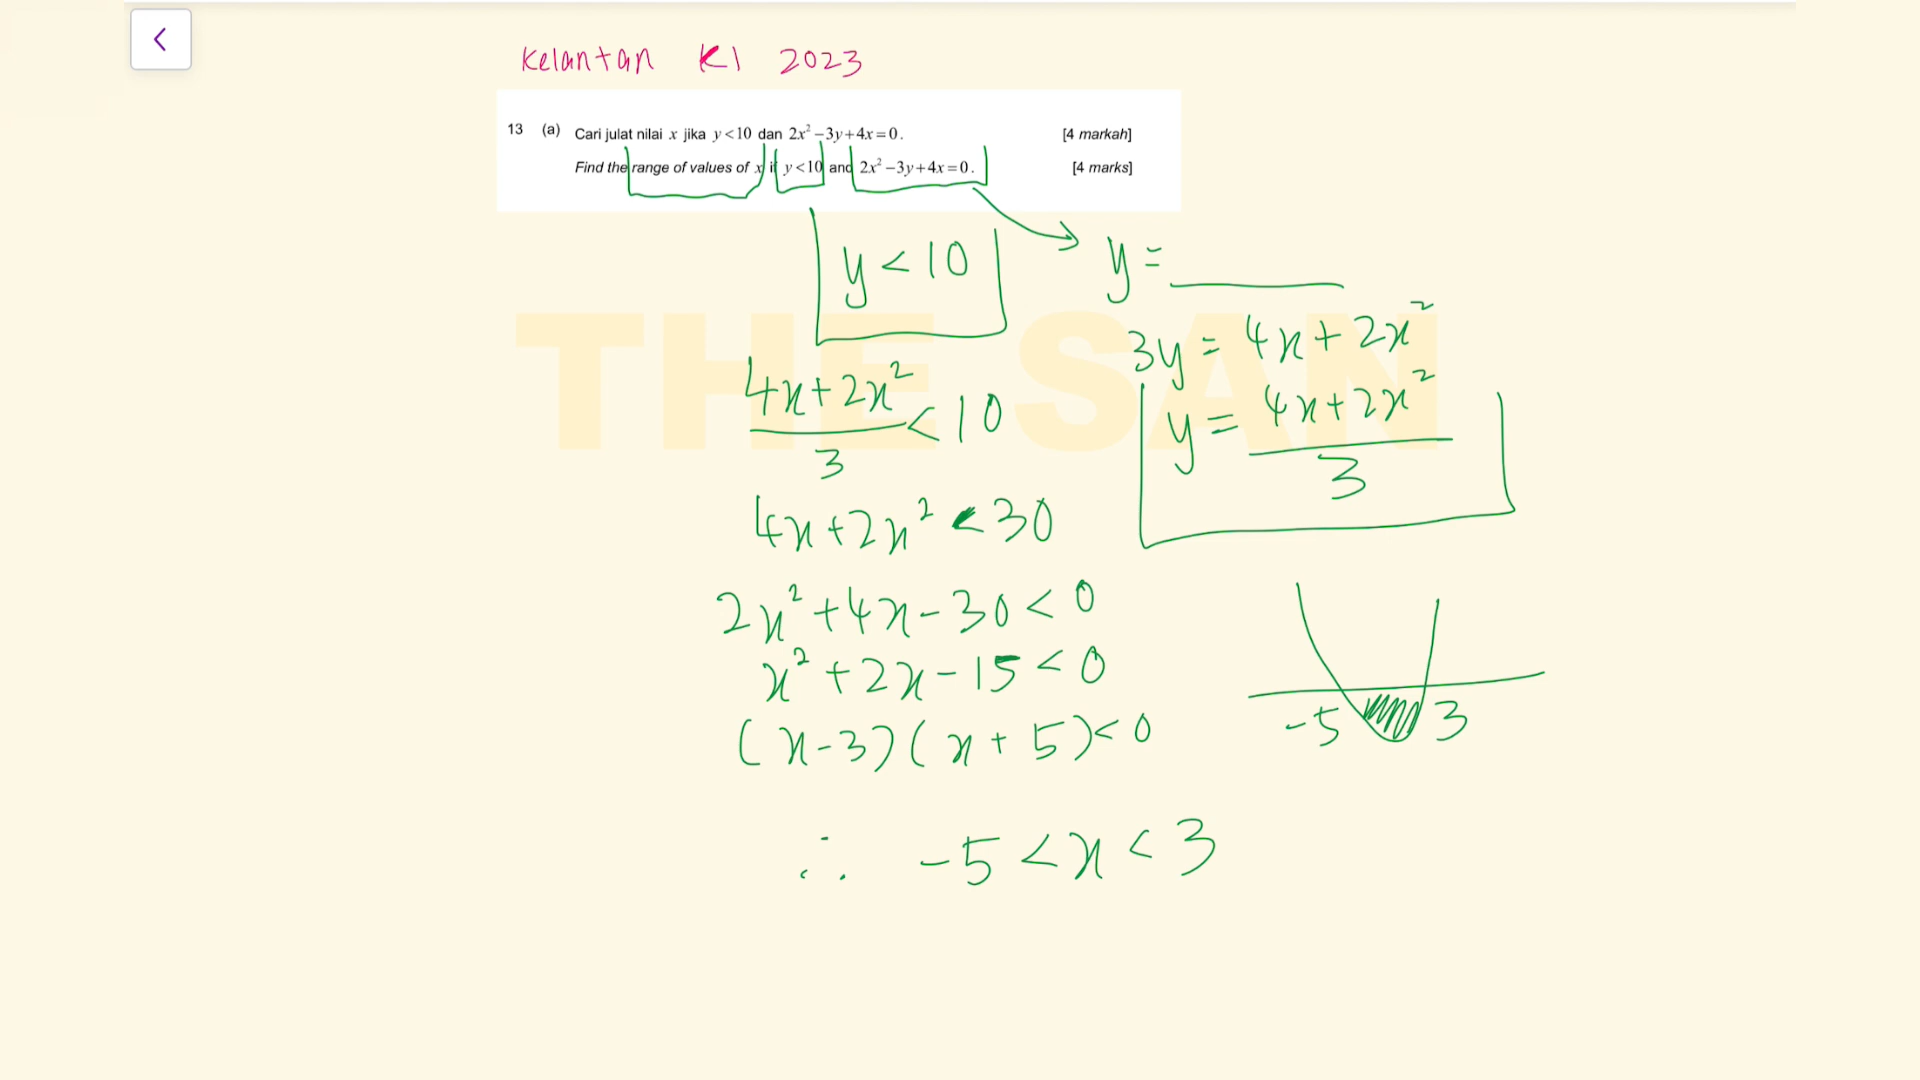 Kelantan K1 2023
13 (a) Cari julat nilai x jika y<10 dan 2x²−3y+4x=0. [4 markah]
Find the range of values of x if y<10 and 2x²−3y+4x=0. [4 marks]
y < 10
y = ______
3y = 4x + 2x²
y = (4x+2x²)/3
(4x+2x²)/3 < 10
4x+2x² < 30
2x² + 4x − 30 < 0
x² + 2x − 15 < 0
(x−3)(x+5) < 0
−5 3
∴ −5 < x < 3
THE SAN